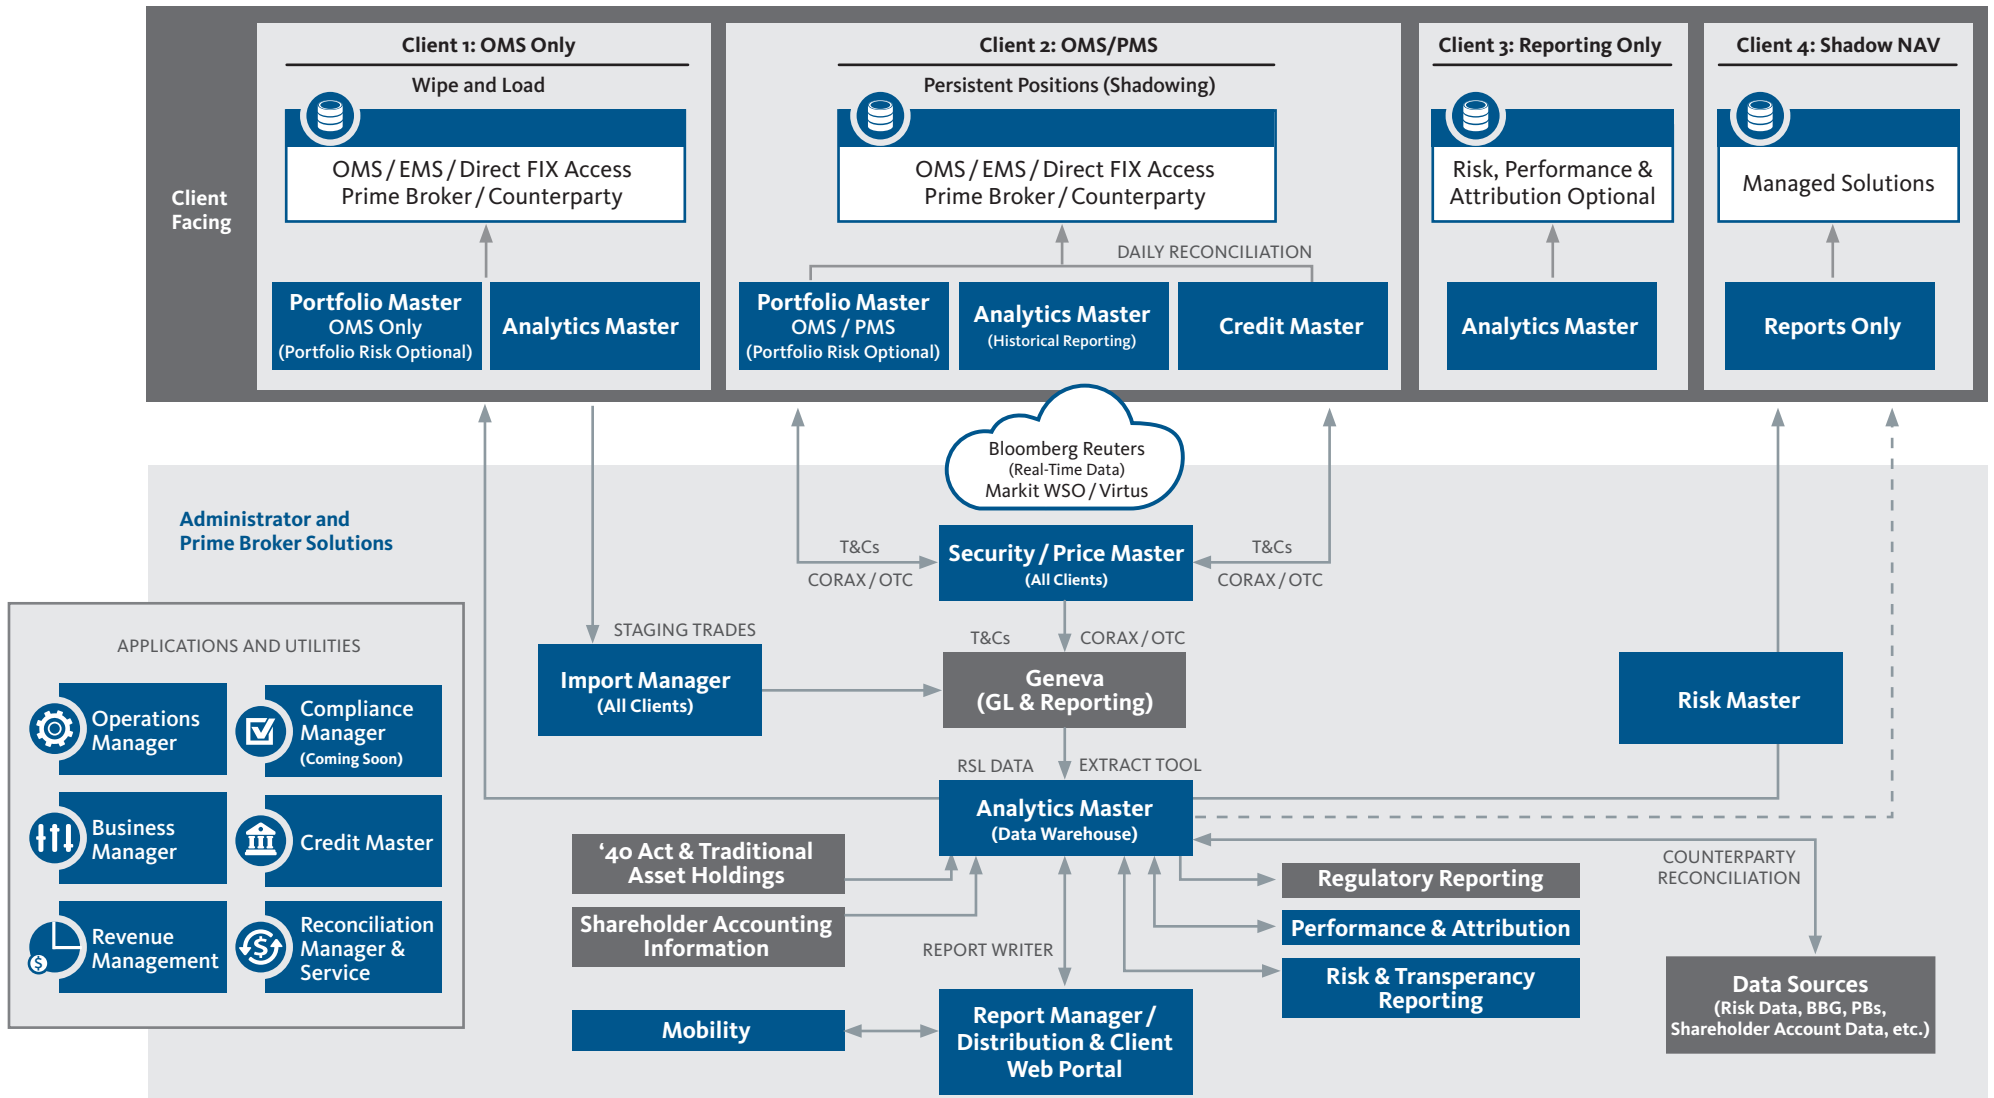 Client Facing
Client 1: OMS Only
Wipe and Load
OMS / EMS / Direct FIX Access
Prime Broker / Counterparty
Portfolio Master
OMS Only
(Portfolio Risk Optional)
Analytics Master
Client 2: OMS/PMS
Persistent Positions (Shadowing)
OMS / EMS / Direct FIX Access
Prime Broker / Counterparty
DAILY RECONCILIATION
Portfolio Master
OMS / PMS
(Portfolio Risk Optional)
Analytics Master
(Historical Reporting)
Credit Master
Client 3: Reporting Only
Risk, Performance &
Attribution Optional
Analytics Master
Client 4: Shadow NAV
Managed Solutions
Reports Only
Bloomberg Reuters
(Real-Time Data)
Markit WSO / Virtus
Administrator and
Prime Broker Solutions
T&Cs
CORAX / OTC
Security / Price Master
(All Clients)
T&Cs
CORAX / OTC
STAGING TRADES
Import Manager
(All Clients)
T&Cs
CORAX / OTC
Geneva
(GL & Reporting)
Risk Master
RSL DATA
EXTRACT TOOL
Analytics Master
(Data Warehouse)
‘40 Act & Traditional
Asset Holdings
Shareholder Accounting
Information
REPORT WRITER
Mobility
Report Manager /
Distribution & Client
Web Portal
Regulatory Reporting
Performance & Attribution
Risk & Transperancy
Reporting
COUNTERPARTY
RECONCILIATION
Data Sources
(Risk Data, BBG, PBs,
Shareholder Account Data, etc.)
APPLICATIONS AND UTILITIES
Operations
Manager
Compliance
Manager
(Coming Soon)
Business
Manager
Credit Master
Revenue
Management
$
Reconciliation
Manager &
Service
$